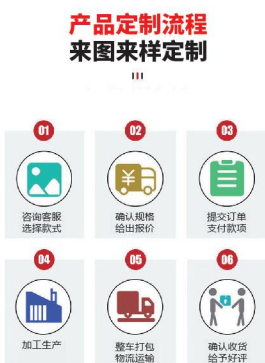 产品定制流程
来图来样定制
01
02
03
咨询客服
选择款式
¥
确认规格
给出报价
提交订单
支付款项
04
05
06
加工生产
整车打包
物流运输
确认收货
给予好评